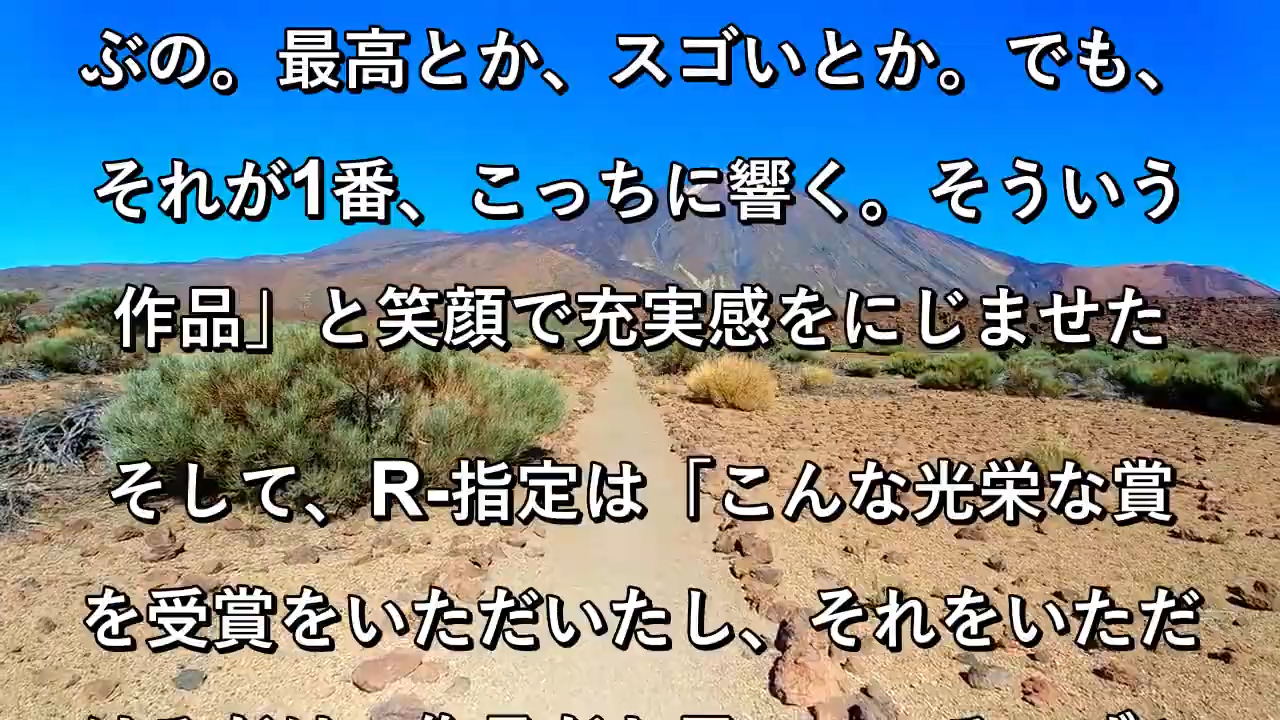 ぶの。最高とか、スゴいとか。でも、
それが1番、こっちに響く。そういう
作品」と笑顔で充実感をにじませた
そして、R-指定は「こんな光栄な賞
を受賞をいただいたし、それをいただ